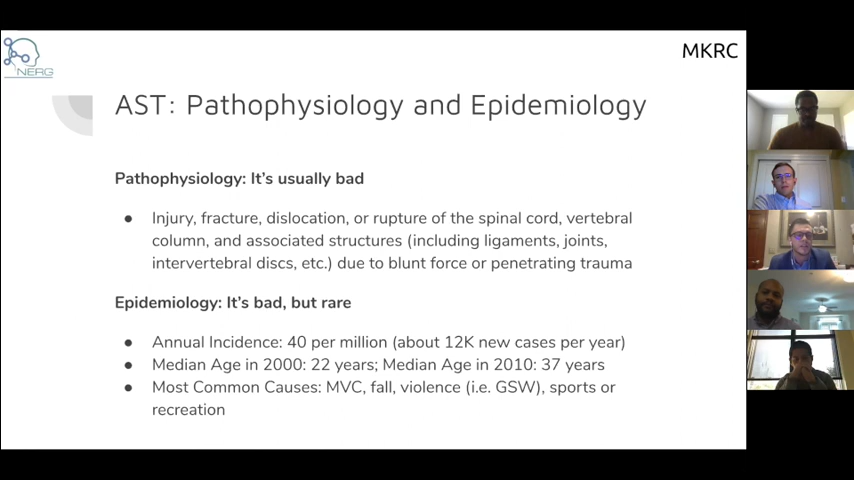 NERG
MKRC
AST: Pathophysiology and Epidemiology
Pathophysiology: It's usually bad
● Injury, fracture, dislocation, or rupture of the spinal cord, vertebral
column, and associated structures (including ligaments, joints,
intervertebral discs, etc.) due to blunt force or penetrating trauma
Epidemiology: It's bad, but rare
● Annual Incidence: 40 per million (about 12K new cases per year)
● Median Age in 2000: 22 years; Median Age in 2010: 37 years
● Most Common Causes: MVC, fall, violence (i.e. GSW), sports or
recreation